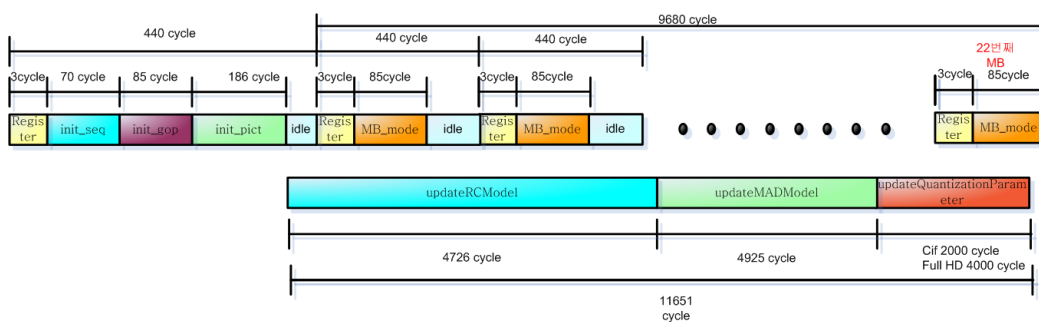 9680 cycle
440 cycle
440 cycle
440 cycle
22번째
MB
3cycle
70 cycle
85 cycle
186 cycle
3cycle
85cycle
3cycle
85cycle
3cycle
85cycle
Regis
ter
init_seq
init_gop
init_pict
idle
Regis
ter
MB_mode
idle
Regis
ter
MB_mode
idle
Regis
ter
MB_mode
updateRCModel
updateMADModel
updateQuantizationParam
eter
4726 cycle
4925 cycle
Cif 2000 cycle
Full HD 4000 cycle
11651
cycle